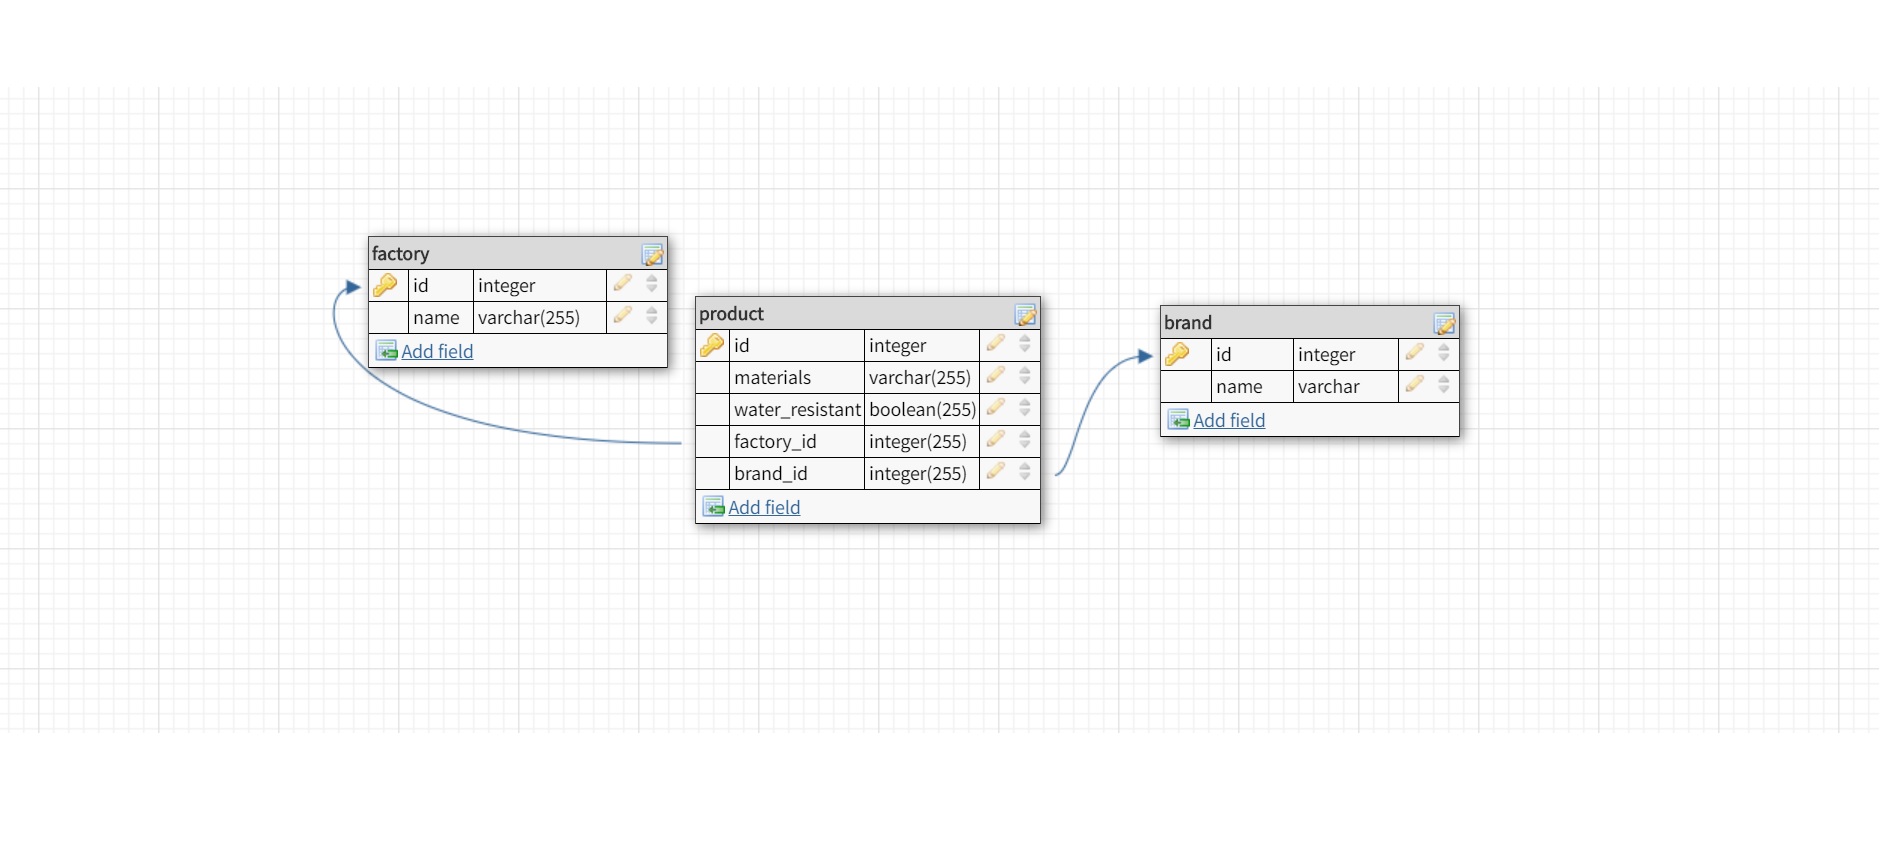 factory
id integer
name varchar(255)
Add field
product
id integer
materials varchar(255)
water_resistant boolean(255)
factory_id integer(255)
brand_id integer(255)
Add field
brand
id integer
name varchar
Add field